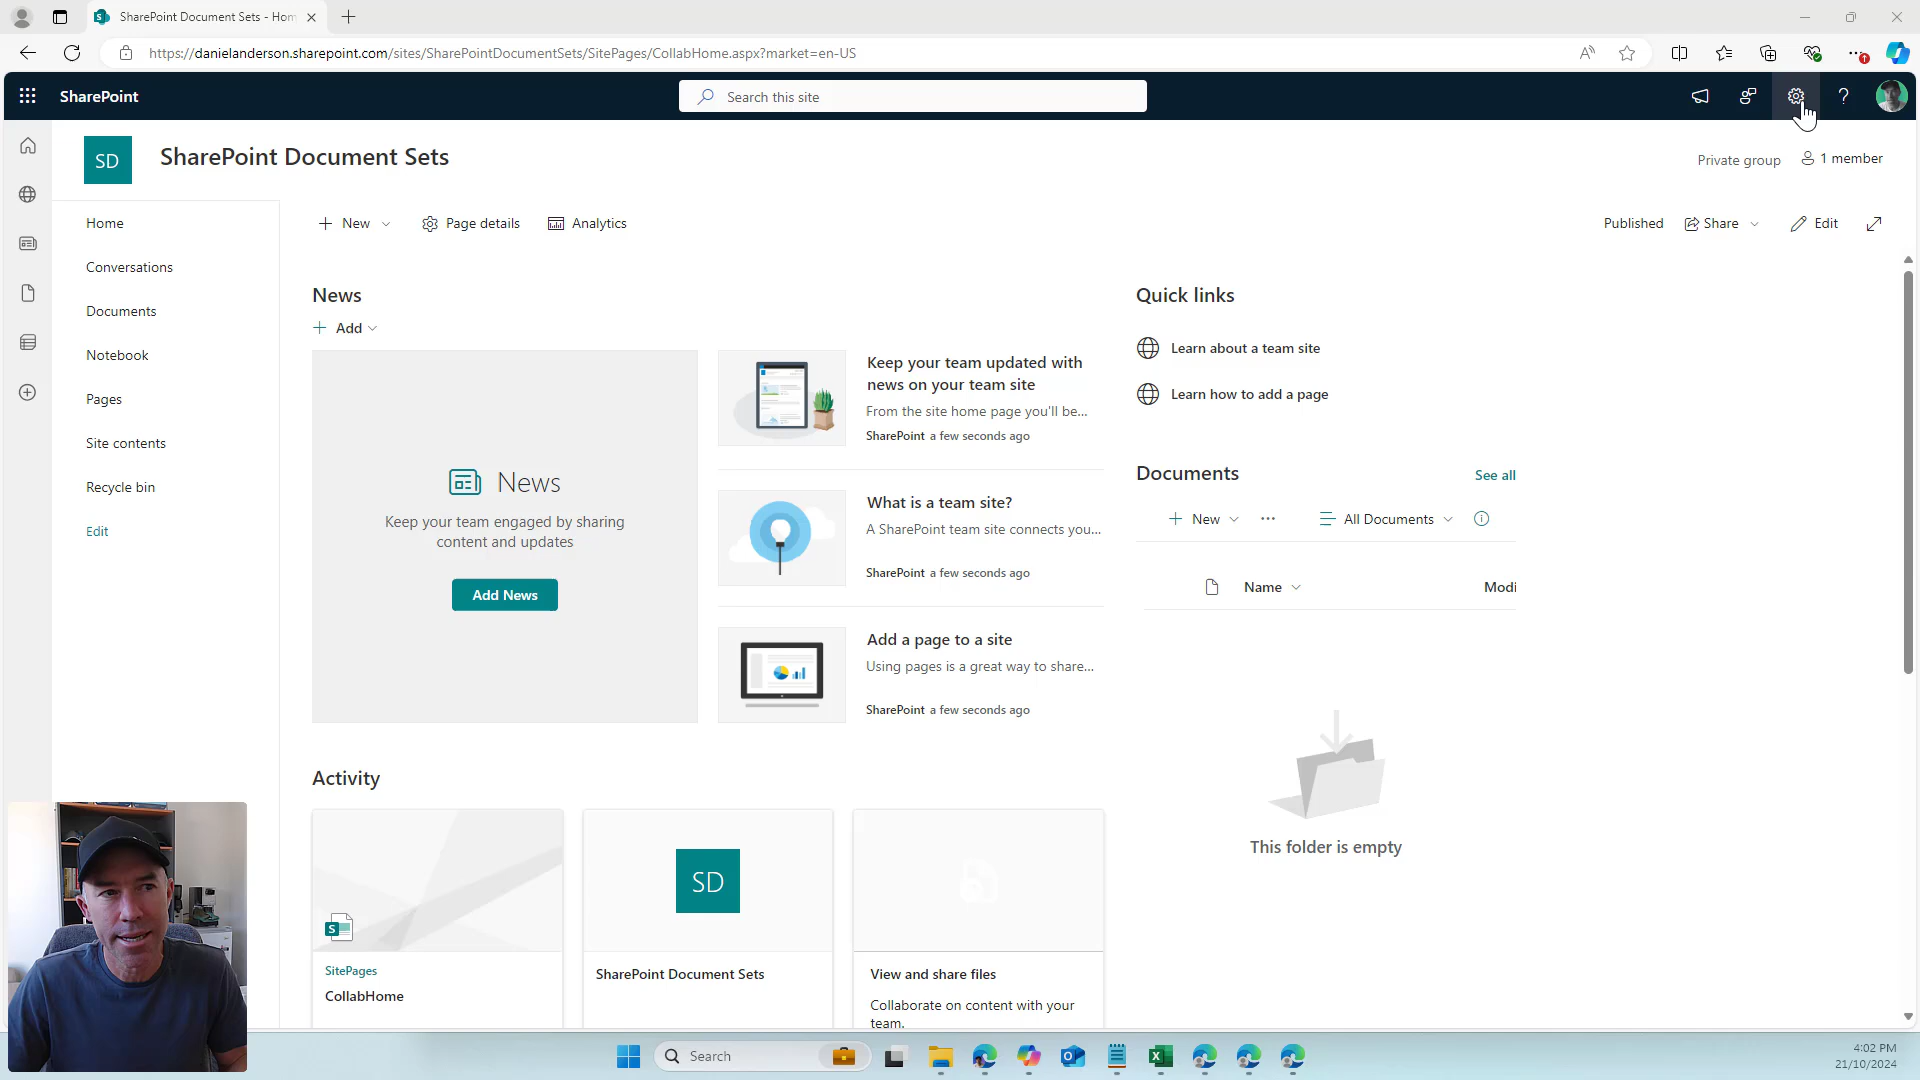 SharePoint Document Sets - Hom
https://danielanderson.sharepoint.com/sites/SharePointDocumentSets/SitePages/CollabHome.aspx?market=en-US
SharePoint
Search this site
SD
SharePoint Document Sets
Private group
1 member
Home
Conversations
Documents
Notebook
Pages
Site contents
Recycle bin
Edit
New
Page details
Analytics
Published
Share
Edit
News
Add
News
Keep your team engaged by sharing
content and updates
Add News
Keep your team updated with
news on your team site
From the site home page you'll be...
SharePoint a few seconds ago
What is a team site?
A SharePoint team site connects you...
SharePoint a few seconds ago
Add a page to a site
Using pages is a great way to share...
SharePoint a few seconds ago
Quick links
Learn about a team site
Learn how to add a page
Documents
See all
New
All Documents
Name
Modi
This folder is empty
Activity
SitePages
CollabHome
SD
SharePoint Document Sets
View and share files
Collaborate on content with your
team.
Search
4:02 PM
21/10/2024